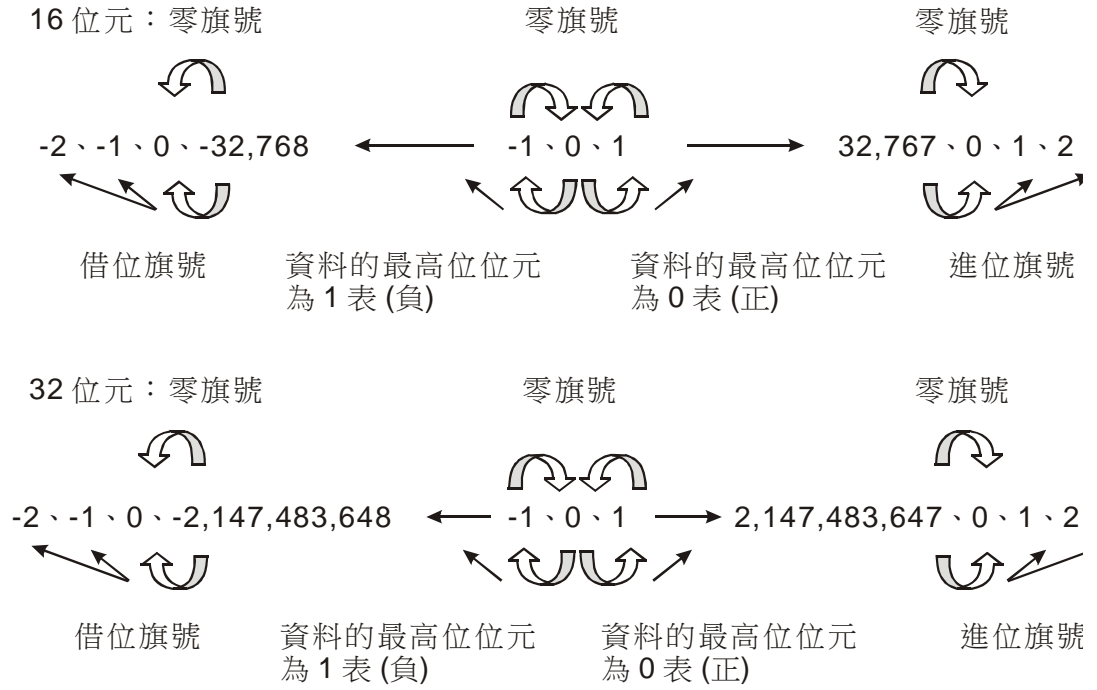 16 位元：零旗號 零旗號 零旗號
-2、-1、0、-32,768 -1、0、1 32,767、0、1、2
借位旗號 資料的最高位位元 資料的最高位位元 進位旗號
為 1 表 (負) 為 0 表 (正)
32 位元：零旗號 零旗號 零旗號
-2、-1、0、-2,147,483,648 -1、0、1 2,147,483,647、0、1、2
借位旗號 資料的最高位位元 資料的最高位位元 進位旗號
為 1 表 (負) 為 0 表 (正)